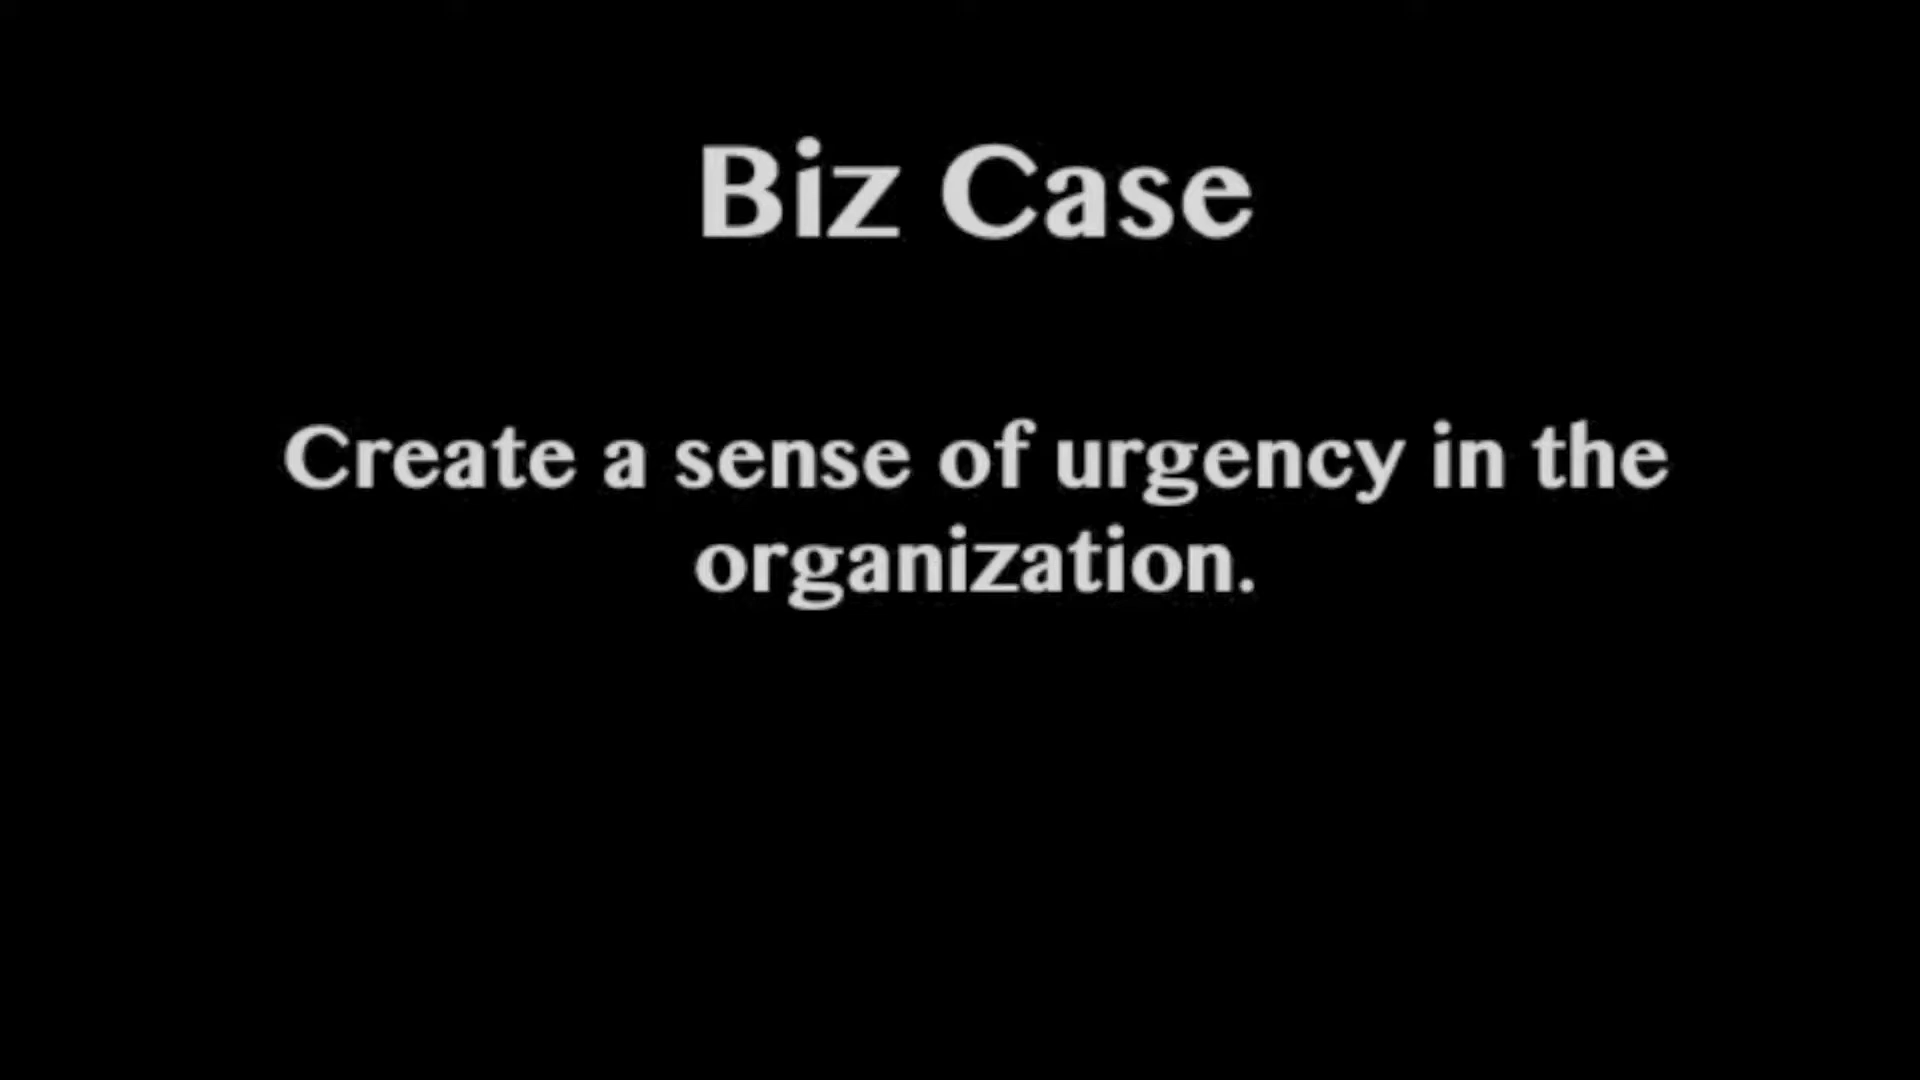 Biz Case
Create a sense of urgency in the
organization.